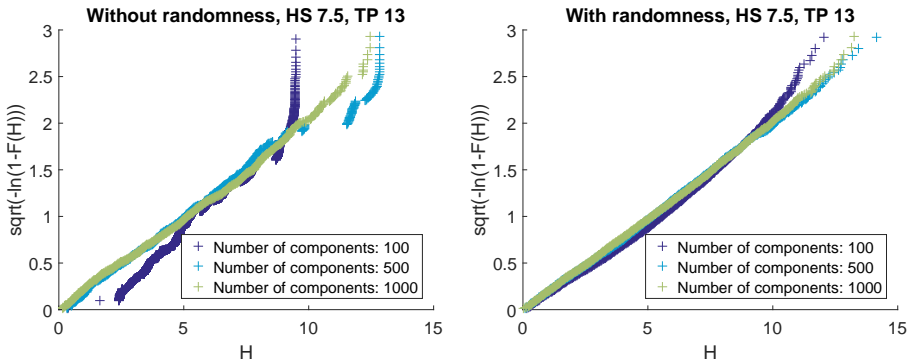 Without randomness, HS 7.5, TP 13
3
2.5
2
1.5
1
0.5
0
sqrt(-ln(1-F(H)))
0
5
10
15
H
Number of components: 100
Number of components: 500
Number of components: 1000
With randomness, HS 7.5, TP 13
3
2.5
2
1.5
1
0.5
0
sqrt(-ln(1-F(H)))
0
5
10
15
H
Number of components: 100
Number of components: 500
Number of components: 1000